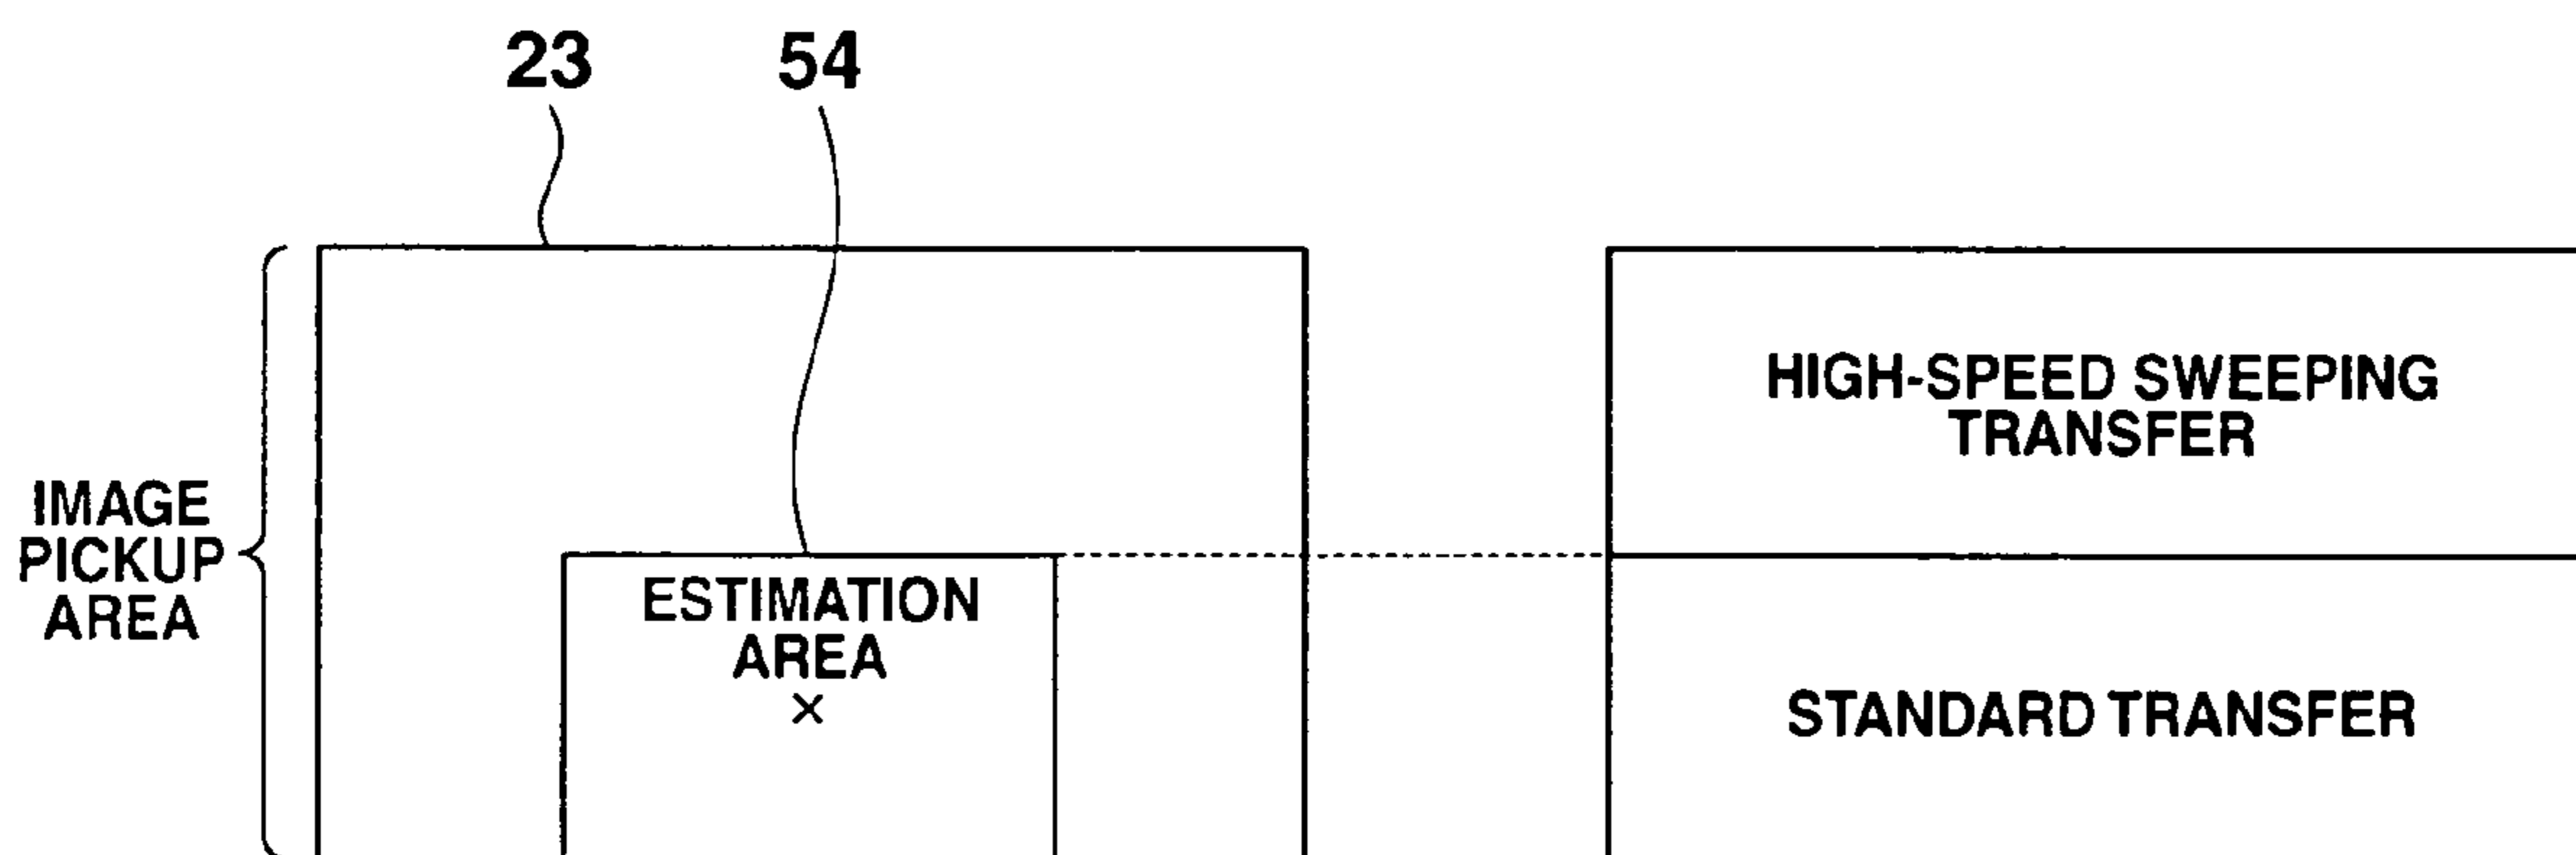 23
54
IMAGE
PICKUP
AREA
ESTIMATION
AREA
×
HIGH-SPEED SWEEPING
TRANSFER
STANDARD TRANSFER